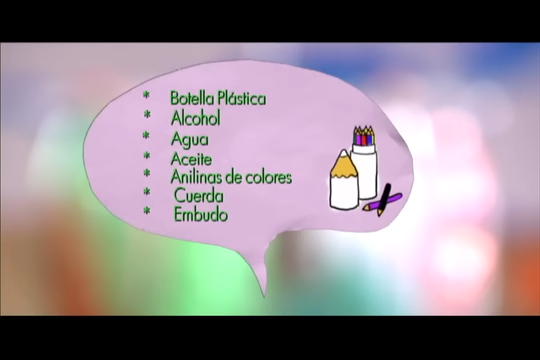 * Botella Plástica
* Alcohol
* Agua
* Aceite
* Anilinas de colores
* Cuerda
* Embudo